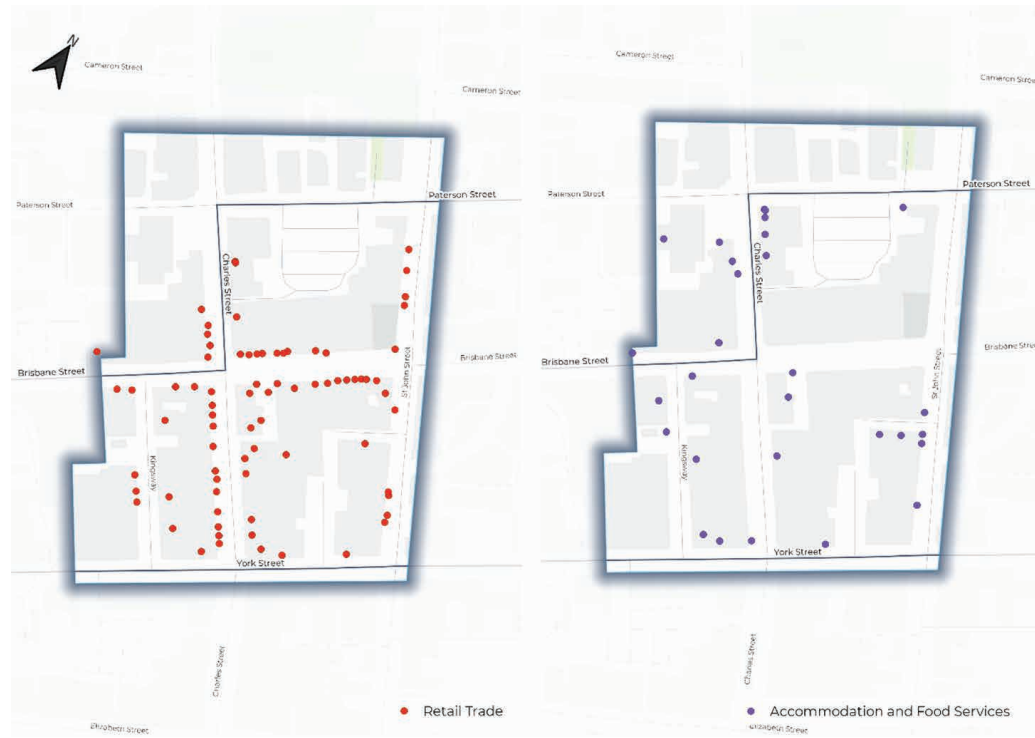 N
Cameron Street
Cameron Street
Paterson Street
Paterson Street
Charles Street
Brisbane Street
Brisbane Street
St John Street
Kingsway
York Street
Charles Street
Elizabeth Street
Retail Trade
Cameron Street
Cameron Street
Paterson Street
Paterson Street
Charles Street
Brisbane Street
Brisbane Stre
St John Street
Kingsway
York Street
Charles Street
Accommodation and Food Services
Elizabeth Street